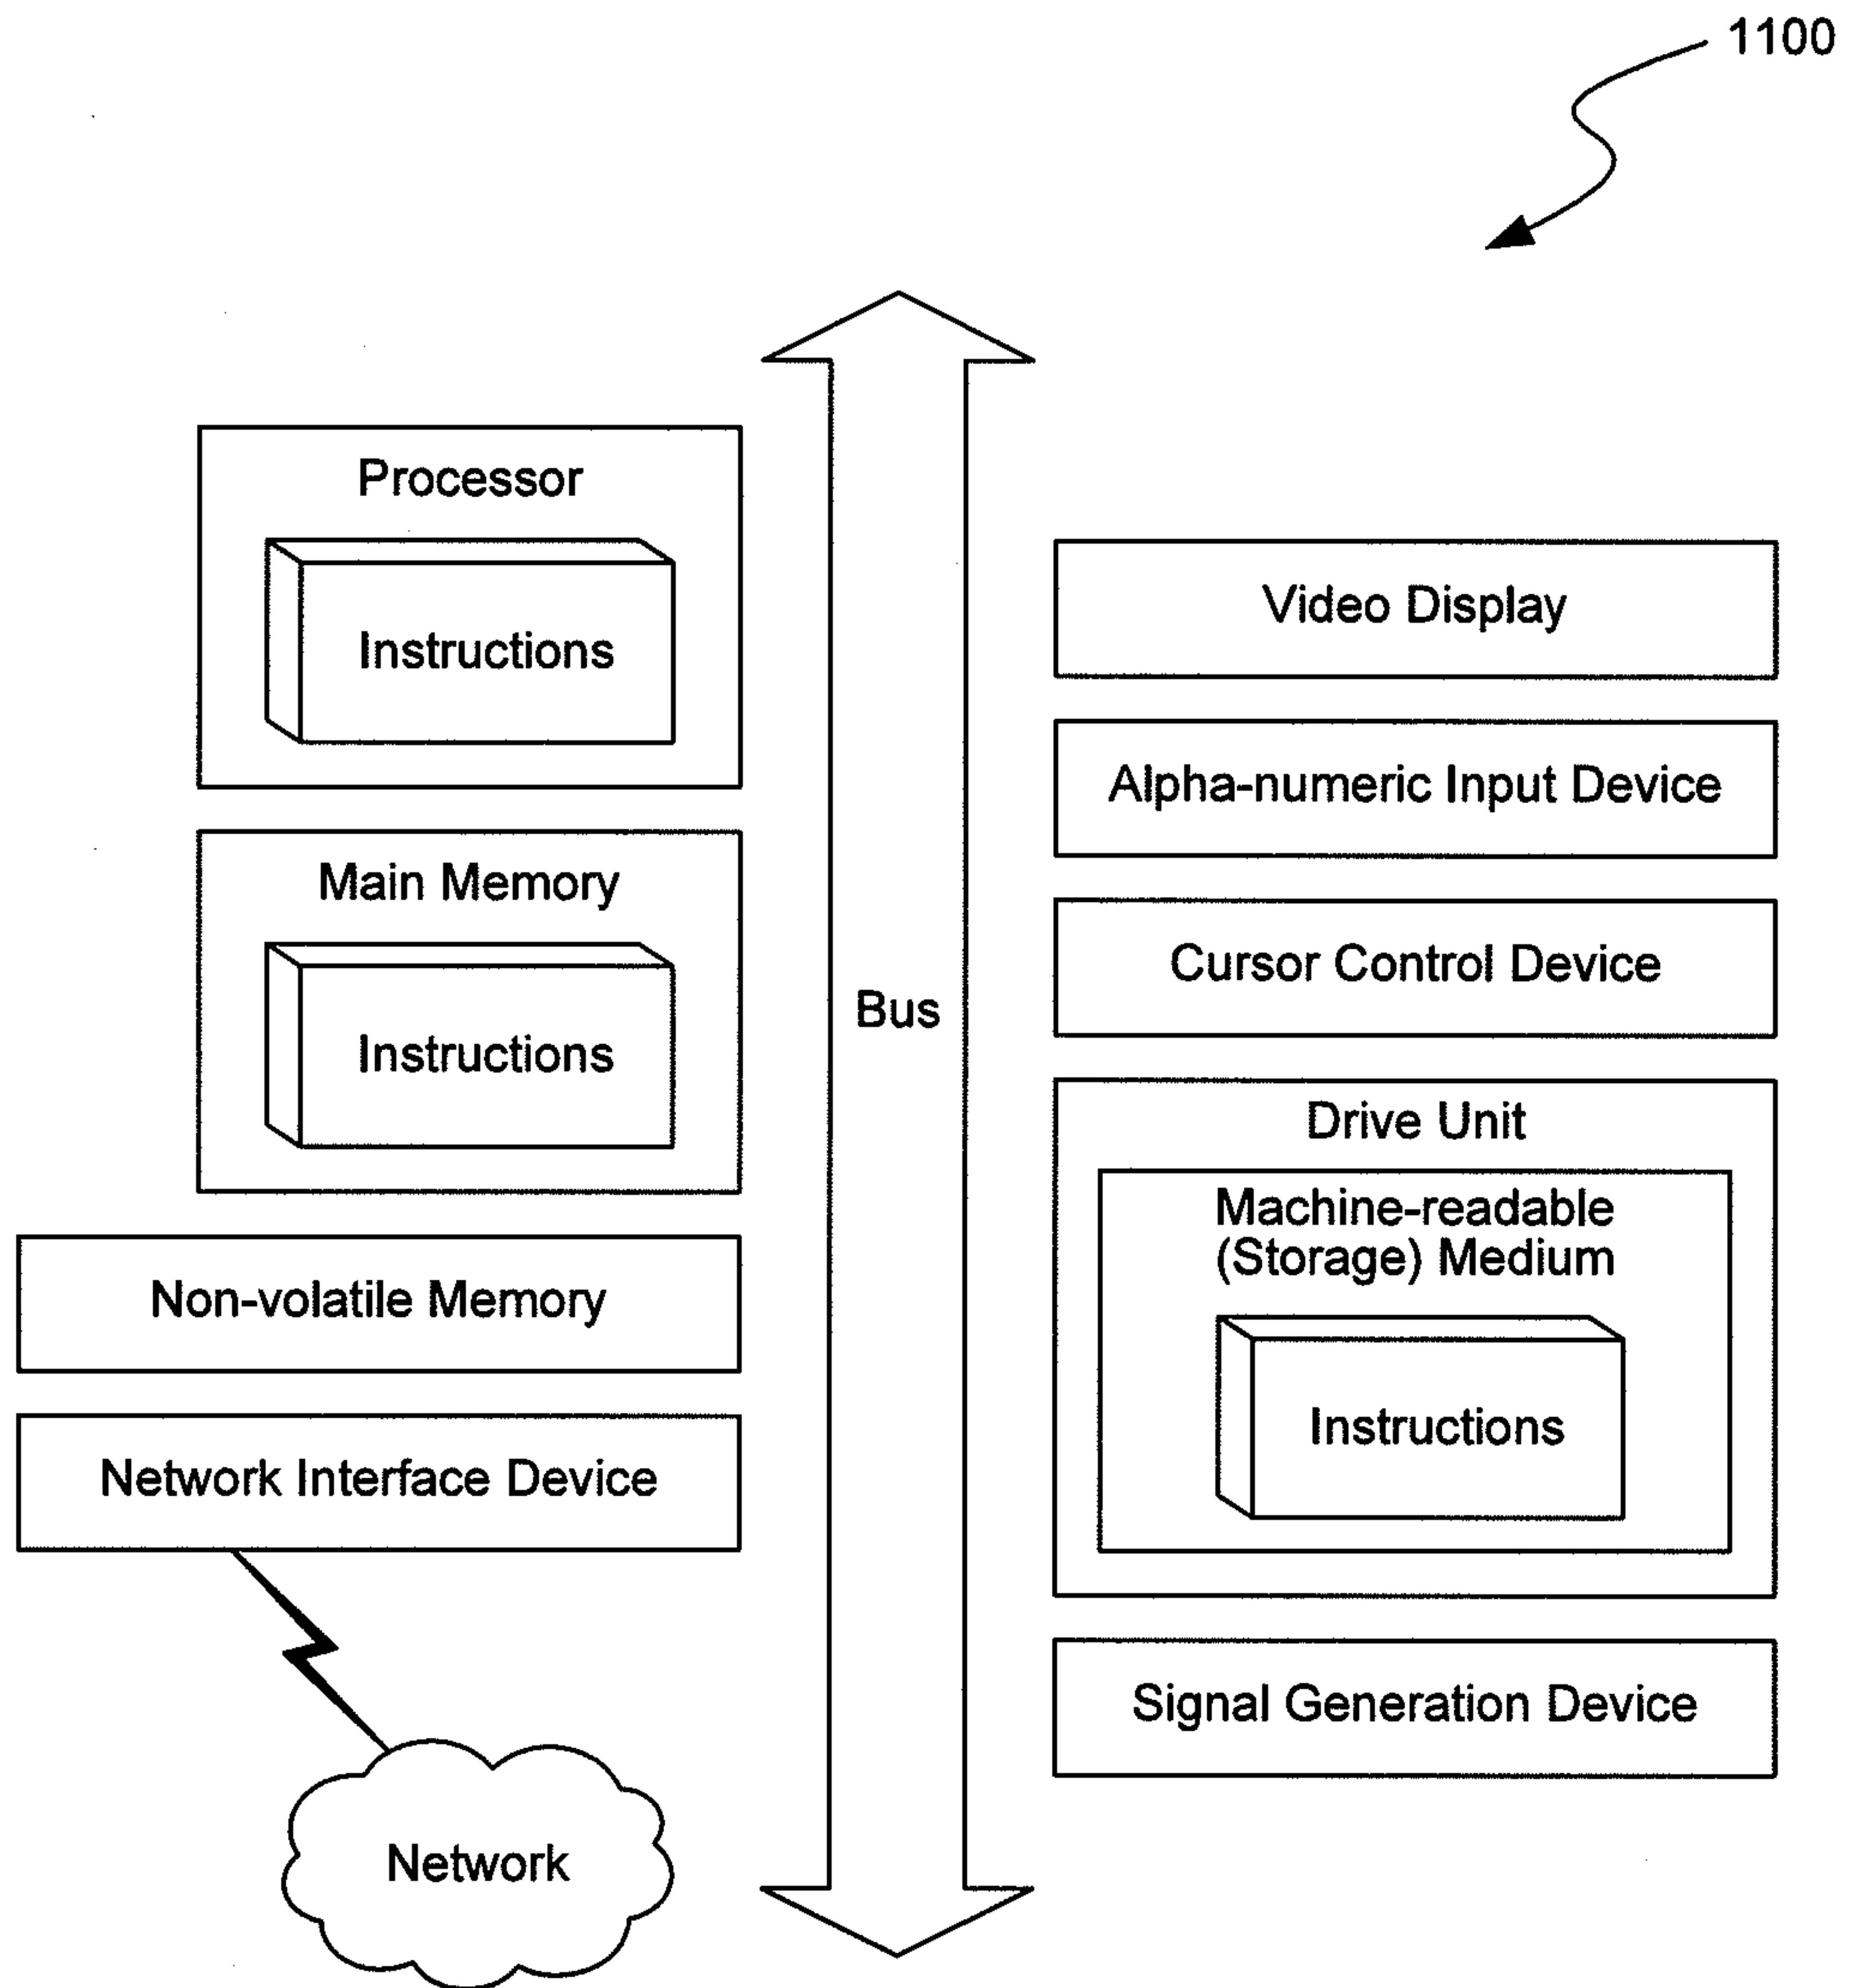 1100
Processor
Instructions
Main Memory
Instructions
Non-volatile Memory
Network Interface Device
Network
Bus
Video Display
Alpha-numeric Input Device
Cursor Control Device
Drive Unit
Machine-readable
(Storage) Medium
Instructions
Signal Generation Device